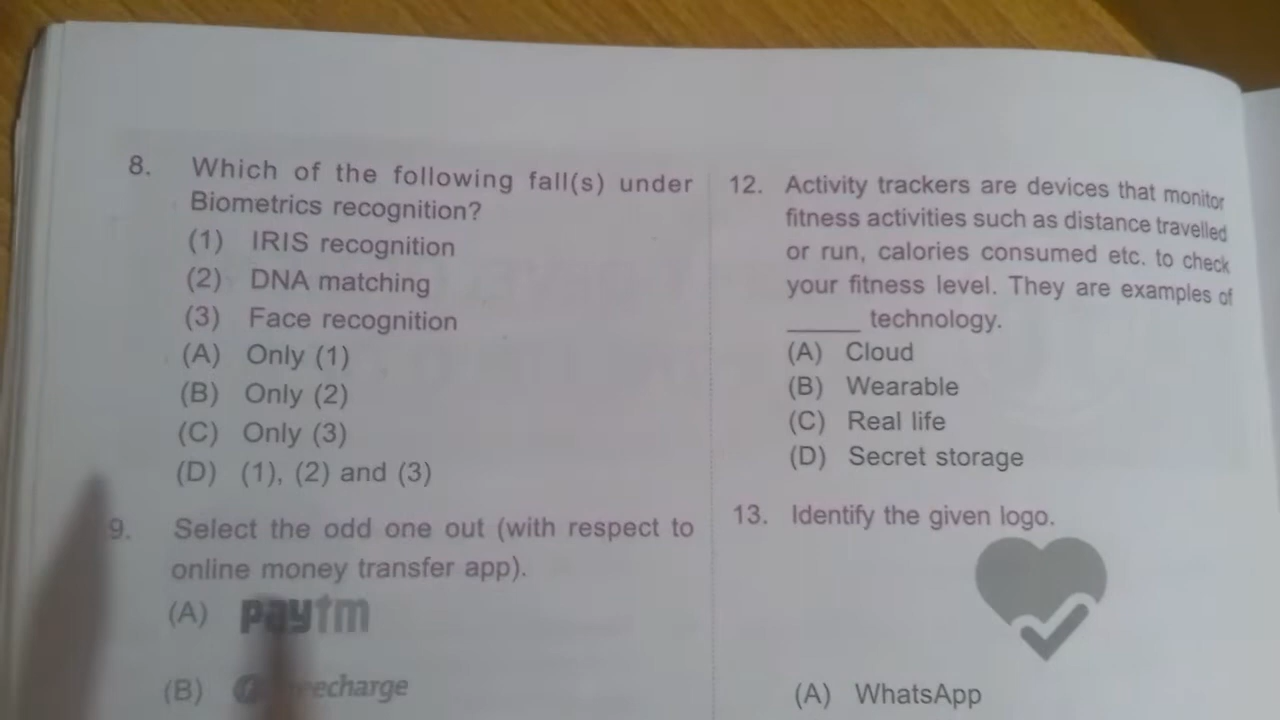 8. Which of the following fall(s) under
Biometrics recognition?
(1) IRIS recognition
(2) DNA matching
(3) Face recognition
(A) Only (1)
(B) Only (2)
(C) Only (3)
(D) (1), (2) and (3)
9. Select the odd one out (with respect to
online money transfer app).
(A) paytm
(B)
12. Activity trackers are devices that monitor
fitness activities such as distance travelled
or run, calories consumed etc. to check
your fitness level. They are examples of
_____ technology.
(A) Cloud
(B) Wearable
(C) Real life
(D) Secret storage
13. Identify the given logo.
(A) WhatsApp